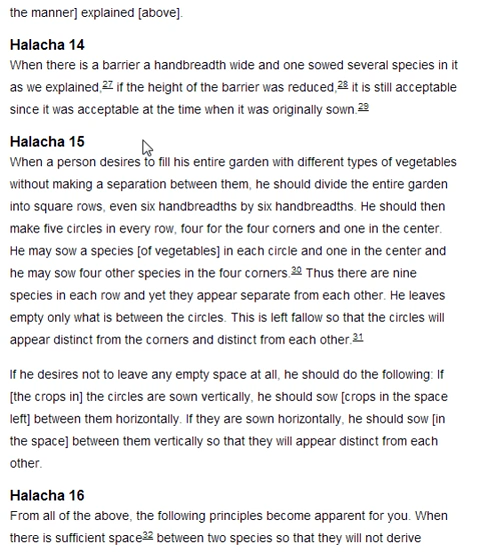 the manner] explained [above].
Halacha 14
When there is a barrier a handbreadth wide and one sowed several species in it
as we explained,27 if the height of the barrier was reduced,28 it is still acceptable
since it was acceptable at the time when it was originally sown.29
Halacha 15
When a person desires to fill his entire garden with different types of vegetables
without making a separation between them, he should divide the entire garden
into square rows, even six handbreadths by six handbreadths. He should then
make five circles in every row, four for the four corners and one in the center.
He may sow a species [of vegetables] in each circle and one in the center and
he may sow four other species in the four corners.30 Thus there are nine
species in each row and yet they appear separate from each other. He leaves
empty only what is between the circles. This is left fallow so that the circles will
appear distinct from the corners and distinct from each other.31
If he desires not to leave any empty space at all, he should do the following: If
[the crops in] the circles are sown vertically, he should sow [crops in the space
left] between them horizontally. If they are sown horizontally, he should sow [in
the space] between them vertically so that they will appear distinct from each
other.
Halacha 16
From all of the above, the following principles become apparent for you. When
there is sufficient space32 between two species so that they will not derive